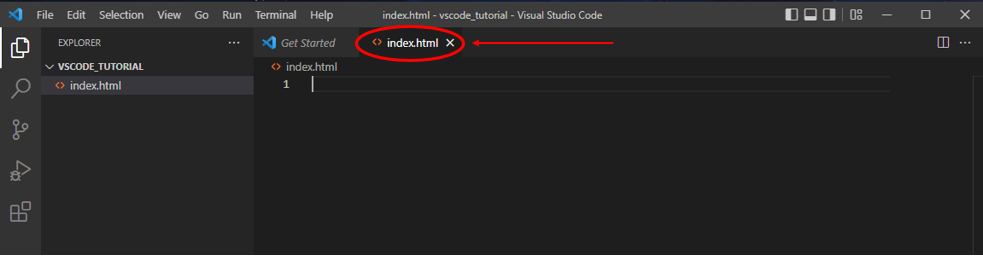 File Edit Selection View Go Run Terminal Help index.html - vscode_tutorial - Visual Studio Code
EXPLORER
Get Started index.html
VSCODE_TUTORIAL
index.html
index.html
1